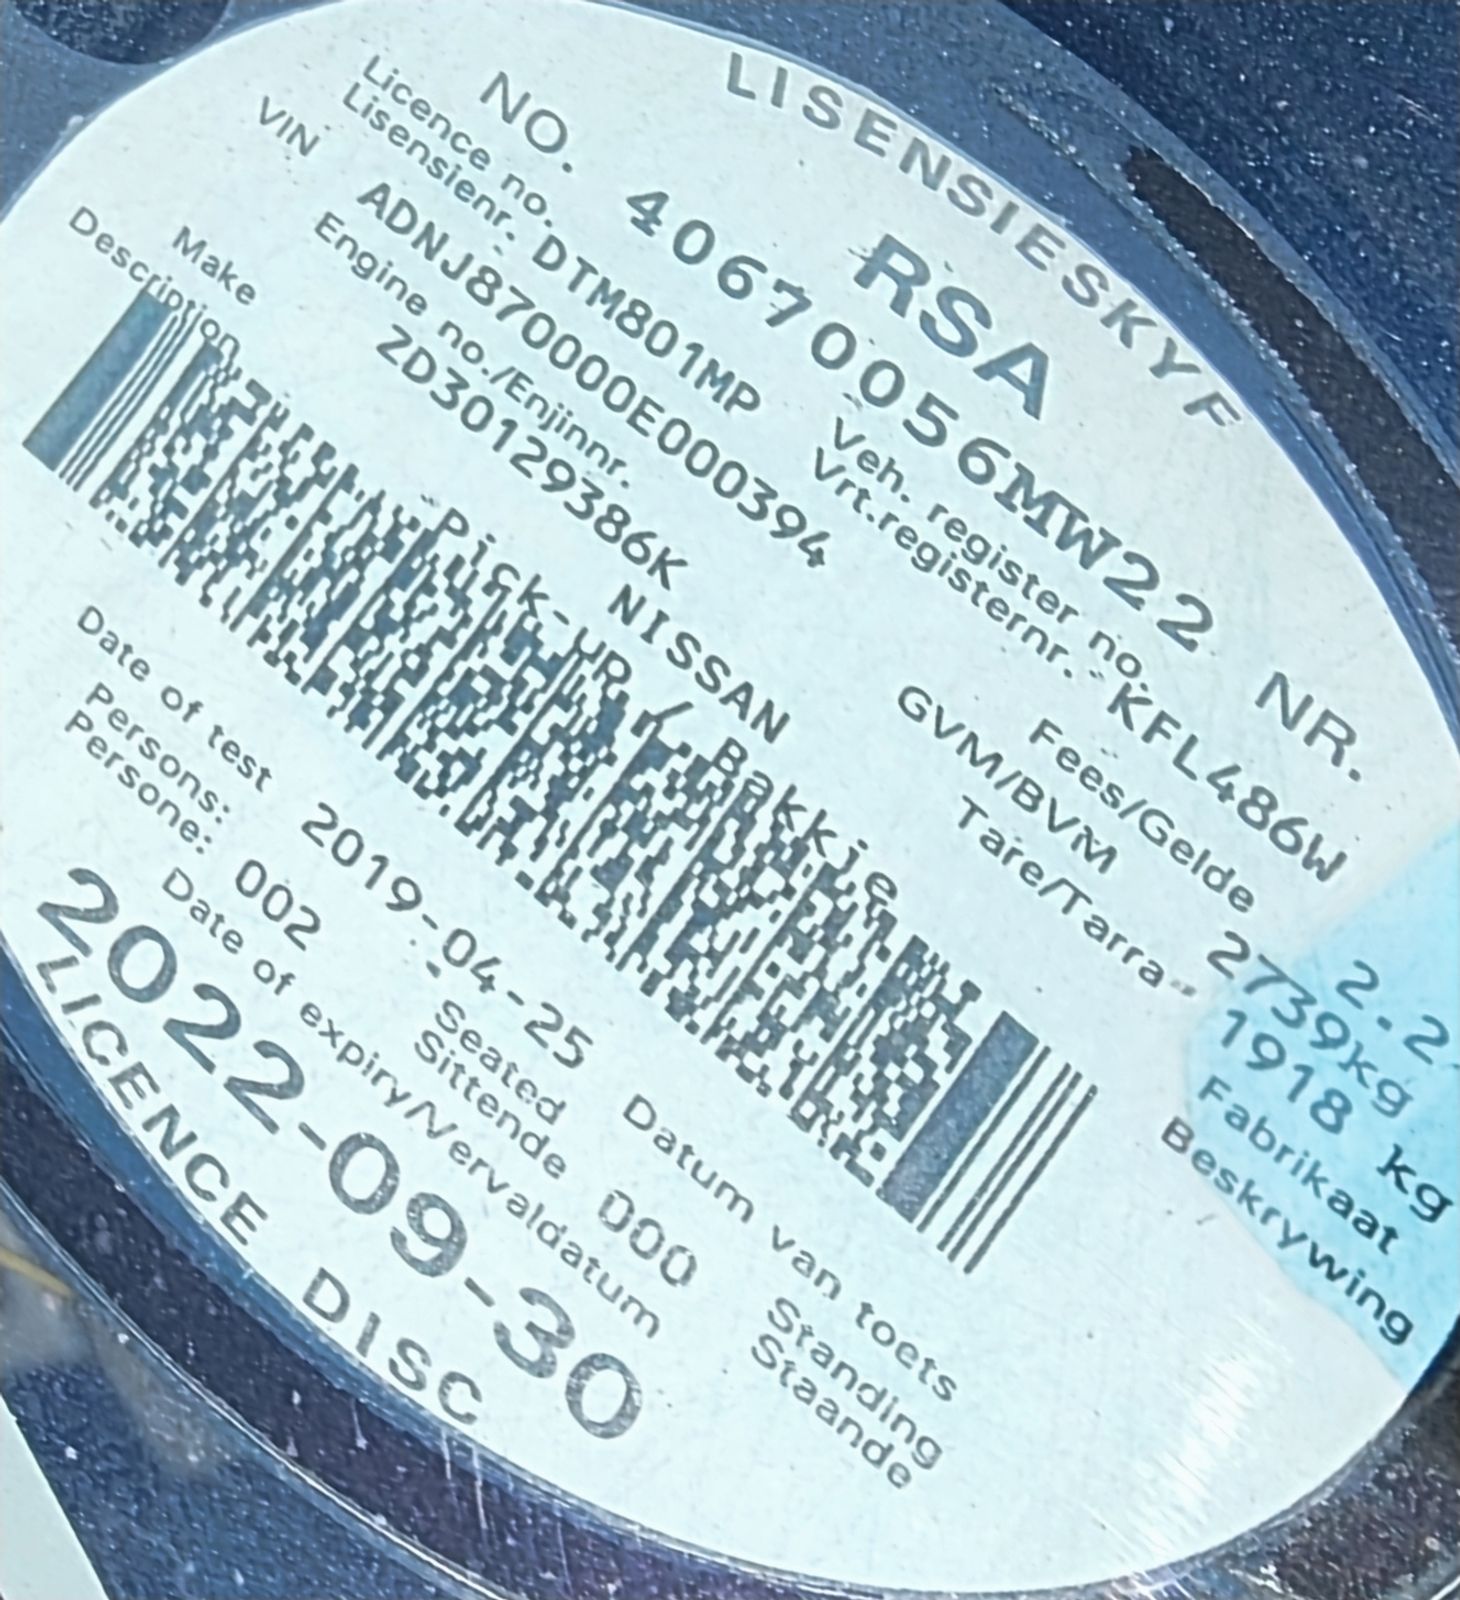 LISENSIESKYF
RSA
NO. 40670056MW22 NR.
Licence no.
Lisensienr. DTM801MP
Veh. register no.
Vrt.registernr. KFL486W
VIN ADNJ870000E000394
Fees/Gelde 2.2
Engine no./Enjinnr.
ZD30129386K
GVM/BVM 2739kg
Tare/Tarra 1918 kg
Make NISSAN Fabrikaat
Description Pick-up / Bakkie Beskrywing
Date of test 2019-04-25 Datum van toets
Persons:
Persone: 002
Seated
Sittende 000
Standing
Staande
Date of expiry/Vervaldatum
2022-09-30
LICENCE DISC